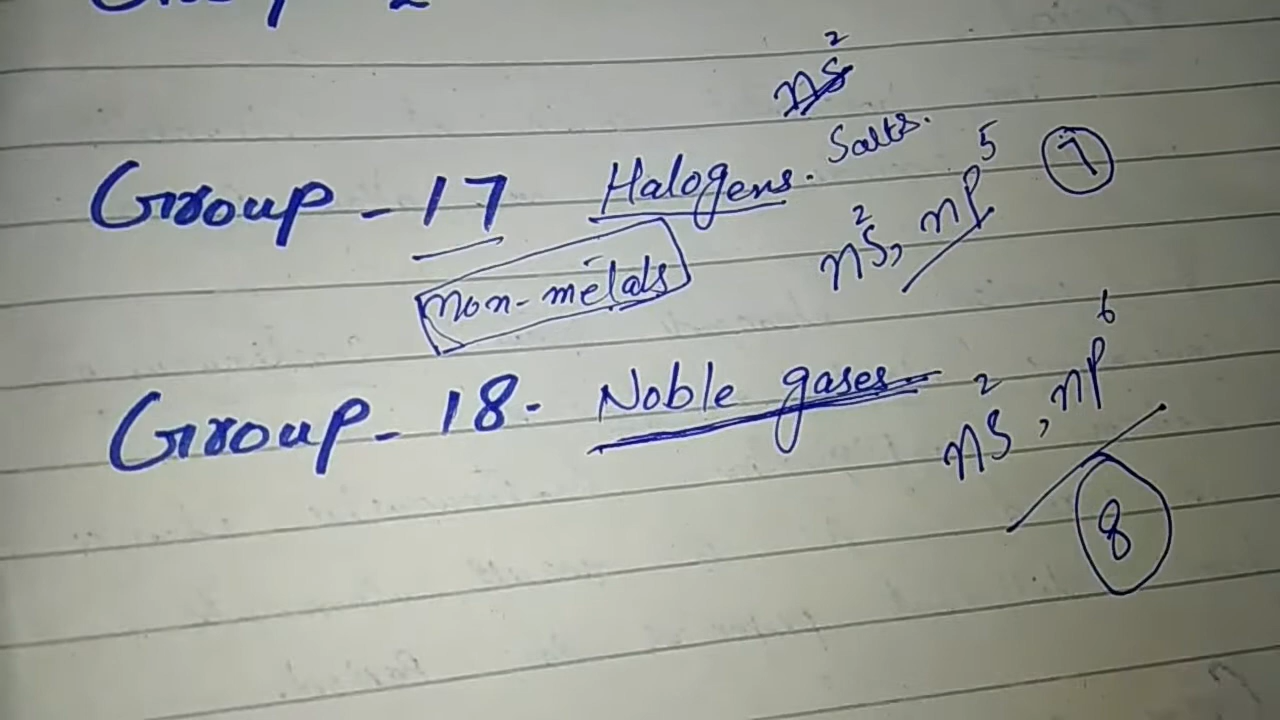 ns²
Group - 17 Halogens. Salts.
ns², np⁵ 7
non-metals
Group - 18 - Noble gases
ns², np⁶
8